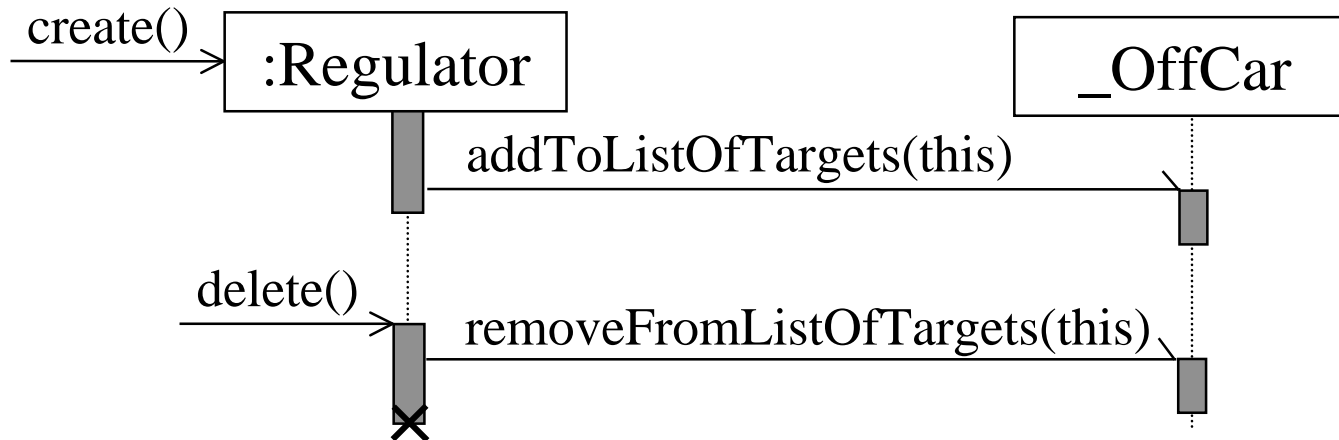 create()
:Regulator
_OffCar
addToListOfTargets(this)
delete()
removeFromListOfTargets(this)